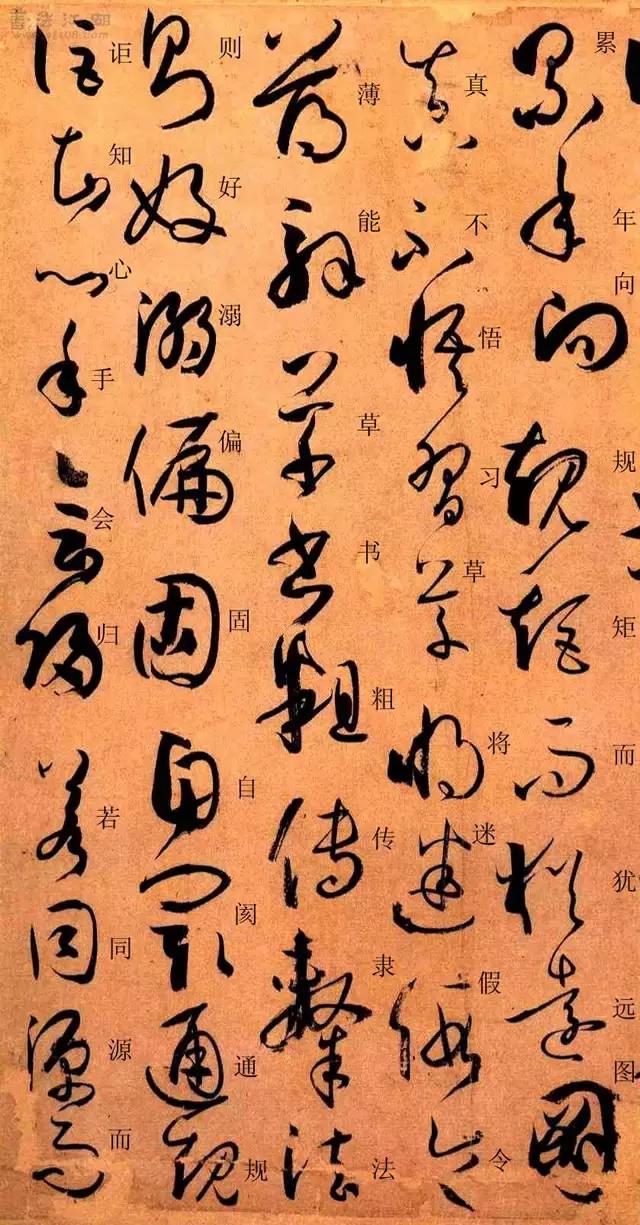 累年向规矩而犹远图
真不悟习草将迷假令
薄能草书粗传隶法
则好溺偏固自阂通规
讵知心手会归若同源而